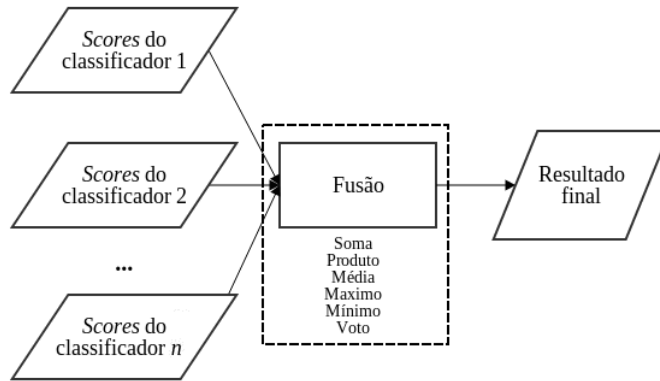 Scores do
classificador 1
Scores do
classificador 2
...
Scores do
classificador n
Fusão
Soma
Produto
Média
Maximo
Mínimo
Voto
Resultado
final